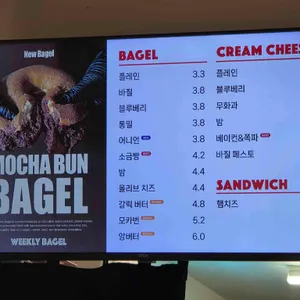 New Bagel
MOCHA BUN
BAGEL
WEEKLY BAGEL
BAGEL
플레인 3.3
바질 3.8
블루베리 3.8
통밀 3.8
어니언 3.8
소금빵 4.2
밤 4.4
올리브 치즈 4.4
갈릭 버터 4.8
모카번 5.2
앙버터 6.0
CREAM CHEES
플레인
블루베리
무화과
밤
베이컨&쪽파
바질 페스토
SANDWICH
햄치즈